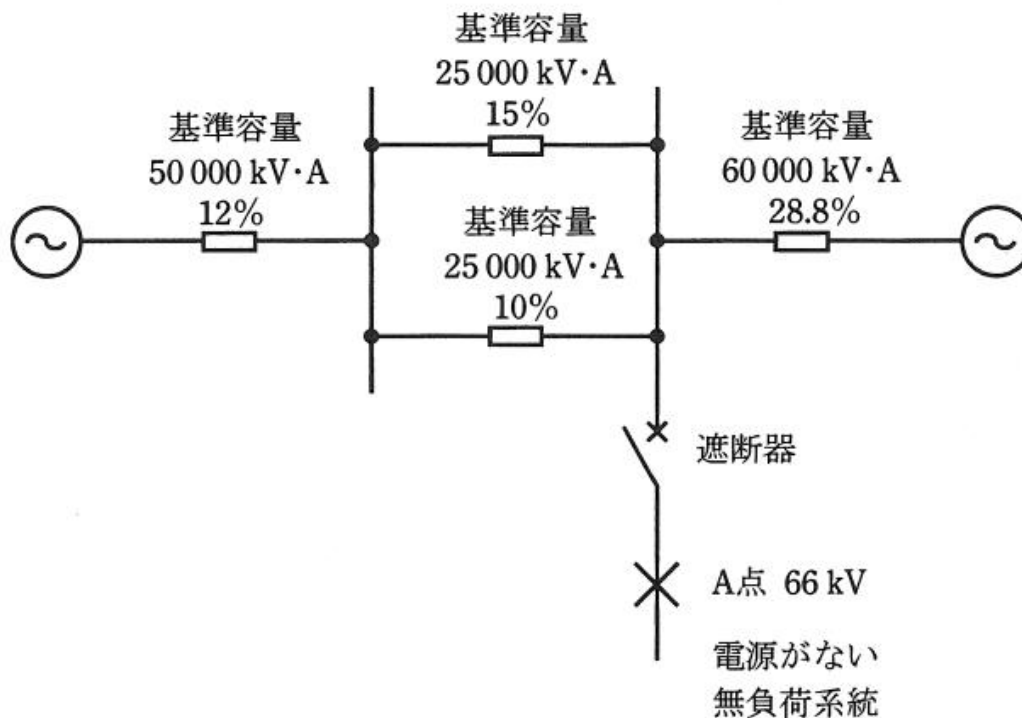 基準容量
25 000 kV·A
15%
基準容量
50 000 kV·A
12%
基準容量
60 000 kV·A
28.8%
基準容量
25 000 kV·A
10%
遮断器
A点 66 kV
電源がない
無負荷系統